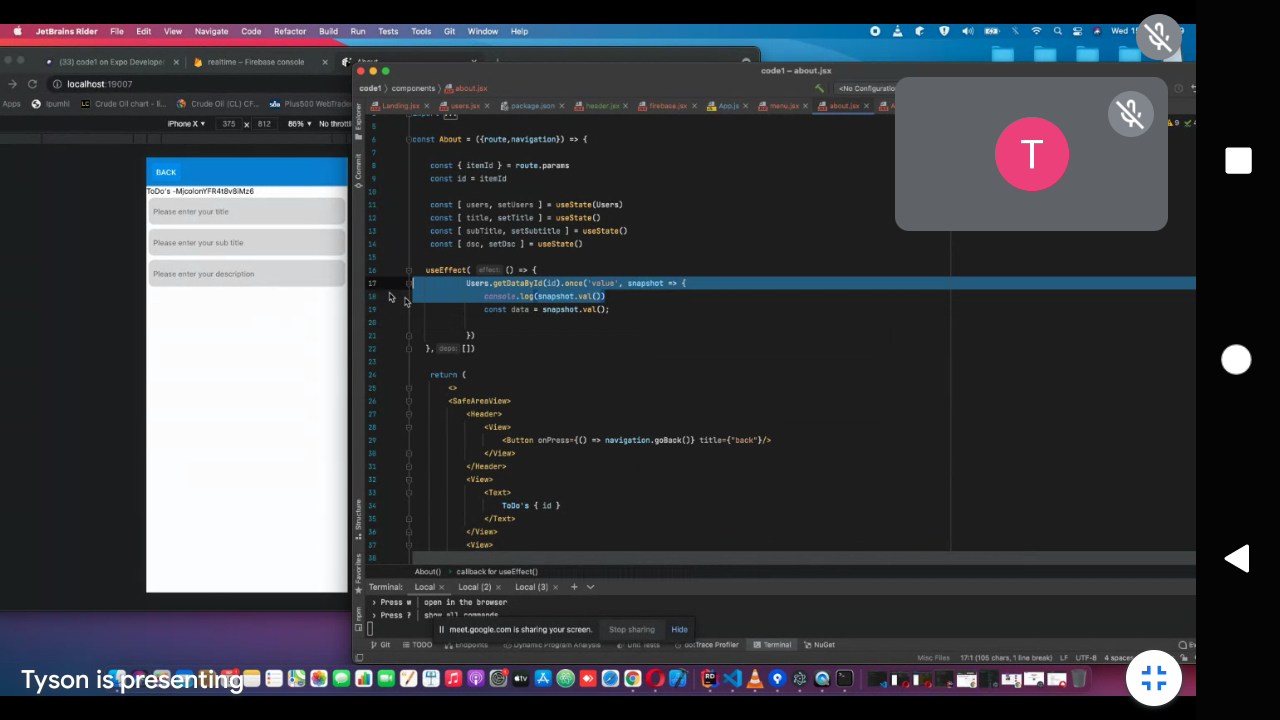 JetBrains Rider File Edit View Navigate Code Refactor Build Run Tests Tools Git Window Help Wed
(33) code1 on Expo Developer × realtime – Firebase console × About ×
code1 – about.jsx
localhost:19007
code1 components about.jsx <No Configuratio
Apps Ipumhl Crude Oil chart - li... Crude Oil (CL) CF... Plus500 WebTrade
Landing.jsx users.jsx package.json header.jsx firebase.jsx App.js menu.jsx about.jsx
iPhone X ▾ 375 × 812 86% ▾ No thrott
5
6 const About = ({route,navigation}) => {
7
8 const { itemId } = route.params
9 const id = itemId
10
11 const [ users, setUsers ] = useState(Users)
12 const [ title, setTitle ] = useState()
13 const [ subTitle, setSubtitle ] = useState()
14 const [ dsc, setDsc ] = useState()
15
16 useEffect( effect: () => {
17 Users.getDataById(id).once('value', snapshot => {
18 console.log(snapshot.val())
19 const data = snapshot.val();
20
21 })
22 }, deps: [])
23
24 return (
25 <>
26 <SafeAreaView>
27 <Header>
28 <View>
29 <Button onPress={() => navigation.goBack()} title={"back"}/>
30 </View>
31 </Header>
32 <View>
33 <Text>
34 ToDo's { id }
35 </Text>
36 </View>
37 <View>
38
BACK
Please enter your title
Please enter your sub title
Please enter your description
T
Explorer
Commit
Structure
Favorites
npm
About() callback for useEffect()
Terminal: Local × Local (2) × Local (3) × + 
› Press w | open in the browser
› Press ? | show all commands
meet.google.com is sharing your screen. Stop sharing Hide
Git TODO Endpoints Dynamic Program Analysis Unit Tests dotTrace Profiler Terminal NuGet
Misc Files 17:1 (105 chars, 1 line break) LF UTF-8 4 spaces
Tyson is presenting